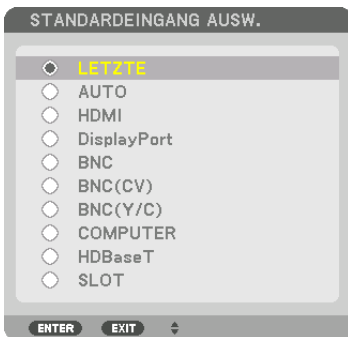 STANDARDEINGANG AUSW.
LETZTE
AUTO
HDMI
DisplayPort
BNC
BNC(CV)
BNC(Y/C)
COMPUTER
HDBaseT
SLOT
ENTER EXIT